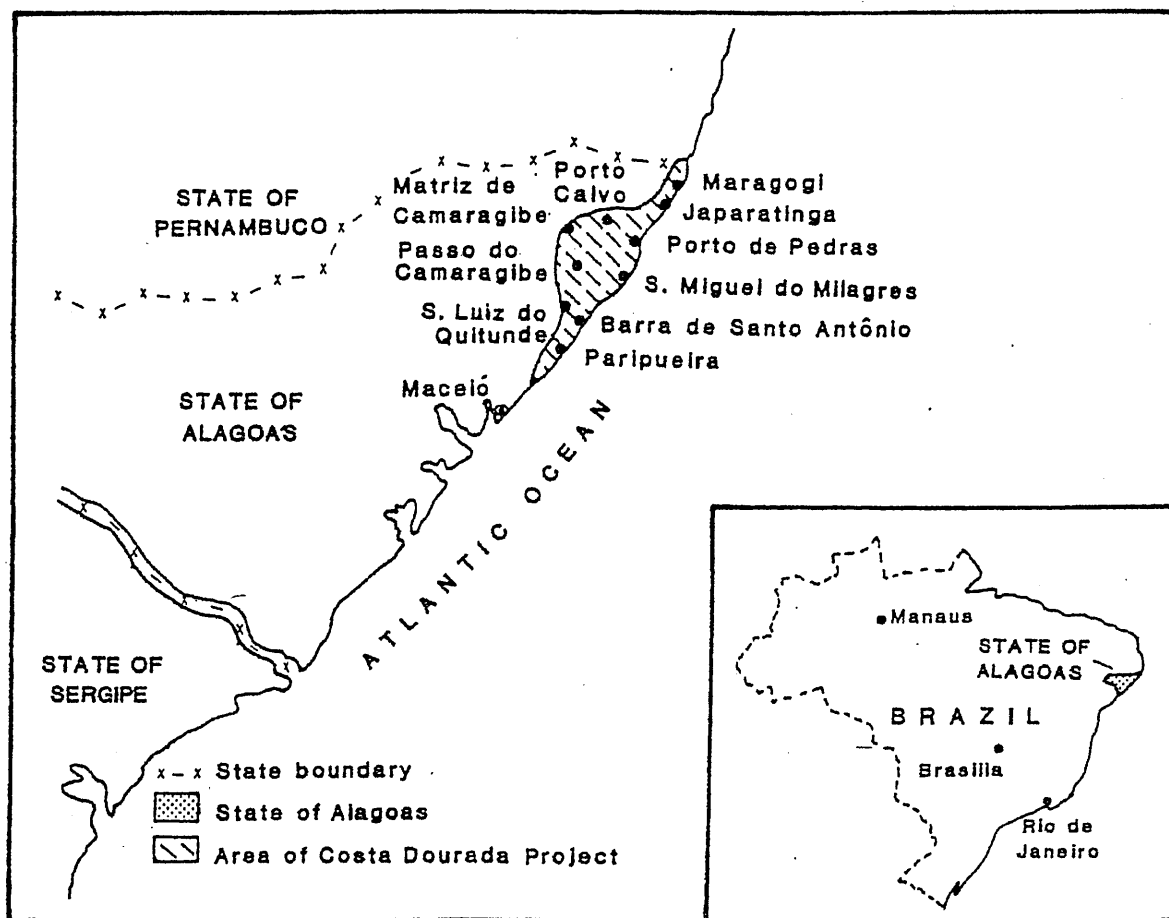 STATE OF
PERNAMBUCO
Matriz de
Camaragibe
Porto
Calvo
Passo do
Camaragibe
S. Luiz do
Quitunde
Maceió
Maragogi
Japaratinga
Porto de Pedras
S. Miguel do Milagres
Barra de Santo Antônio
Paripueira
STATE OF
ALAGOAS
ATLANTIC OCEAN
STATE OF
SERGIPE
x – x State boundary
State of Alagoas
Area of Costa Dourada Project
Manaus
STATE OF
ALAGOAS
BRAZIL
Brasilia
Rio de
Janeiro